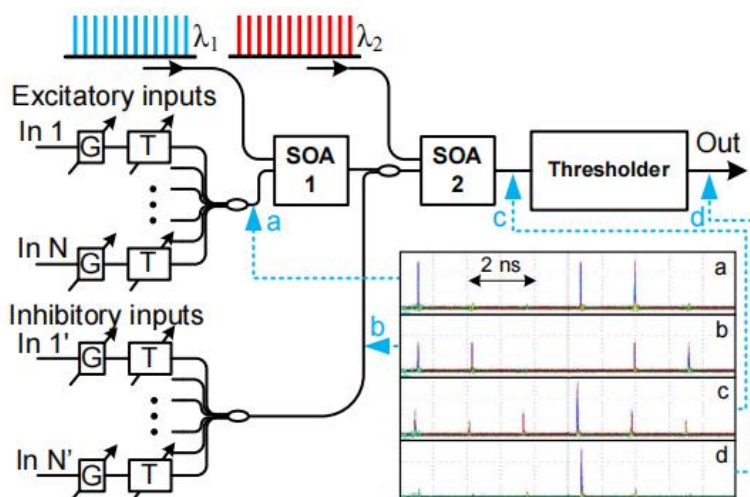 λ1
λ2
Excitatory inputs
In 1
G
T
In N
G
T
SOA
1
SOA
2
Thresholder
Out
a
c
d
Inhibitory inputs
In 1'
G
T
In N'
G
T
b
2 ns
a
b
c
d